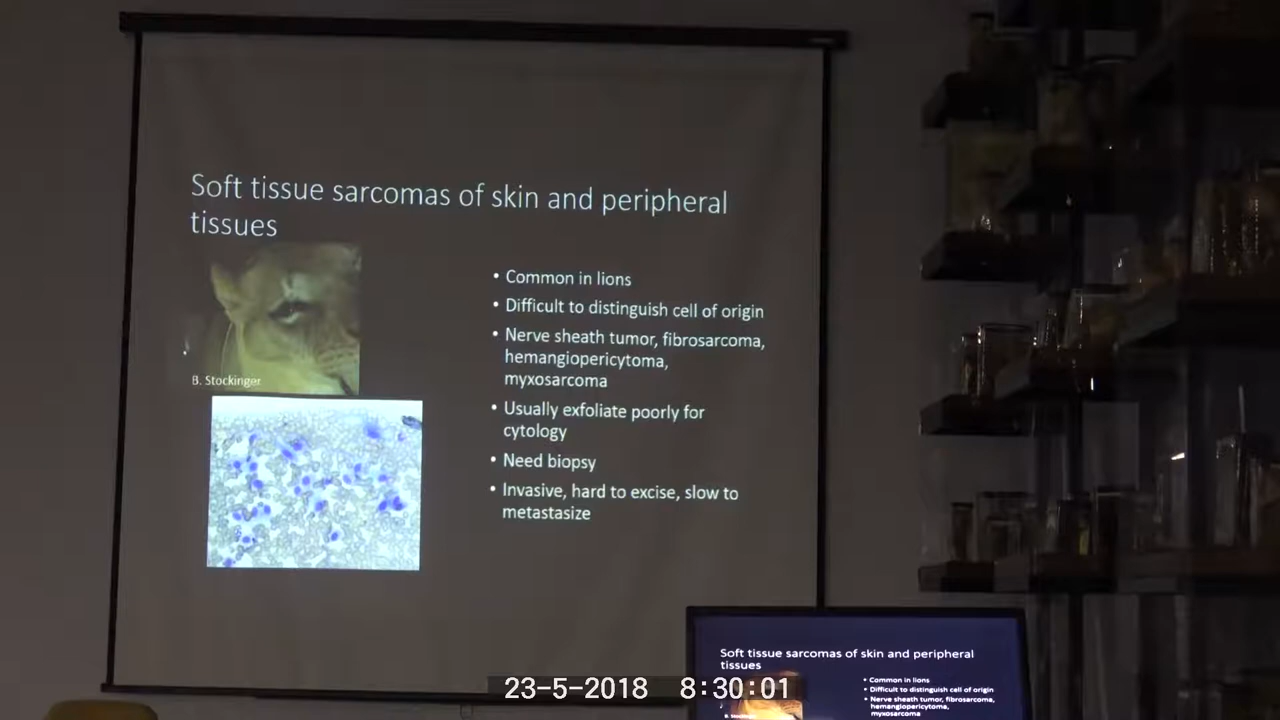 Soft tissue sarcomas of skin and peripheral
tissues
B. Stockinger
• Common in lions
• Difficult to distinguish cell of origin
• Nerve sheath tumor, fibrosarcoma,
hemangiopericytoma,
myxosarcoma
• Usually exfoliate poorly for
cytology
• Need biopsy
• Invasive, hard to excise, slow to
metastasize
Soft tissue sarcomas of skin and peripheral
tissues
• Common in lions
• Difficult to distinguish cell of origin
• Nerve sheath tumor, fibrosarcoma,
hemangiopericytoma,
myxosarcoma
B. Stockinger
23-5-2018 8:30:01